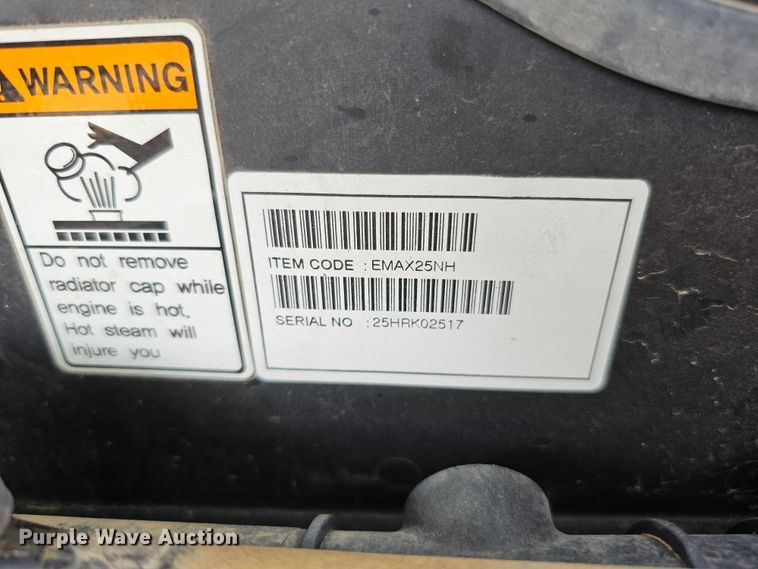 WARNING
Do not remove
radiator cap while
engine is hot.
Hot steam will
injure you
ITEM CODE : EMAX25NH
SERIAL NO : 25HRK02517
Purple Wave Auction